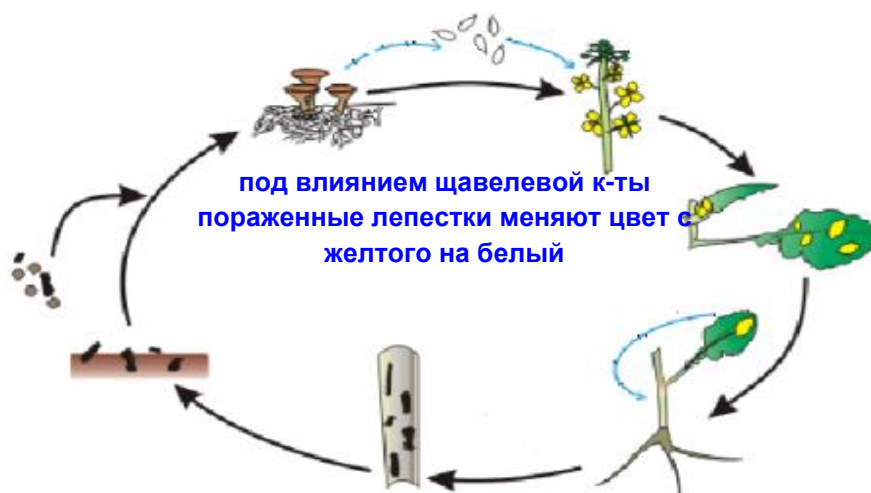 под влиянием щавелевой к-ты
пораженные лепестки меняют цвет с
желтого на белый